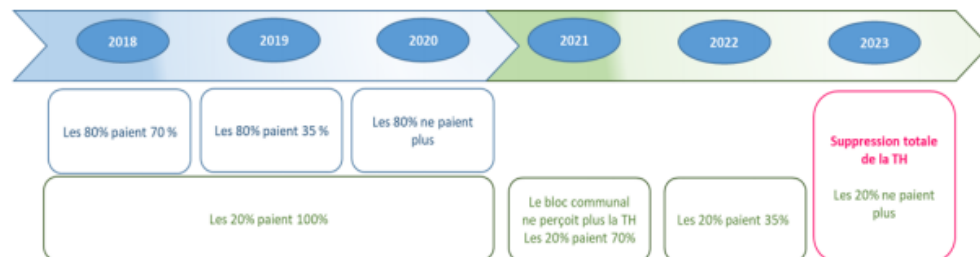 2018
2019
2020
2021
2022
2023
Les 80% paient 70 %
Les 80% paient 35 %
Les 80% ne paient
plus
Suppression totale
de la TH
Les 20% ne paient
plus
Les 20% paient 100%
Le bloc communal
ne perçoit plus la TH
Les 20% paient 70%
Les 20% paient 35%